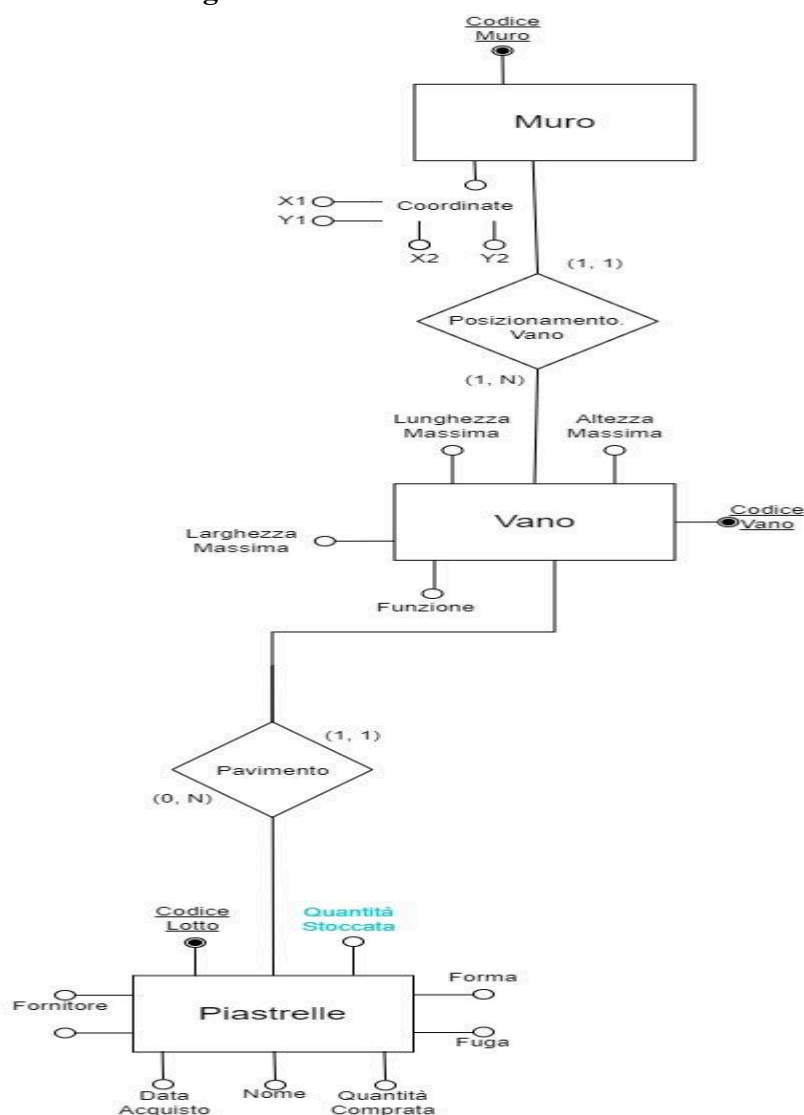 Codice
Muro
Muro
X1
Coordinate
Y1
X2
Y2
(1, 1)
Posizionamento.
Vano
(1, N)
Lunghezza
Massima
Altezza
Massima
Vano
Codice
Vano
Larghezza
Massima
Funzione
(1, 1)
Pavimento
(0, N)
Codice
Lotto
Quantità
Stoccata
Fornitore
Piastrelle
Forma
Fuga
Data
Acquisto
Nome
Quantità
Comprata